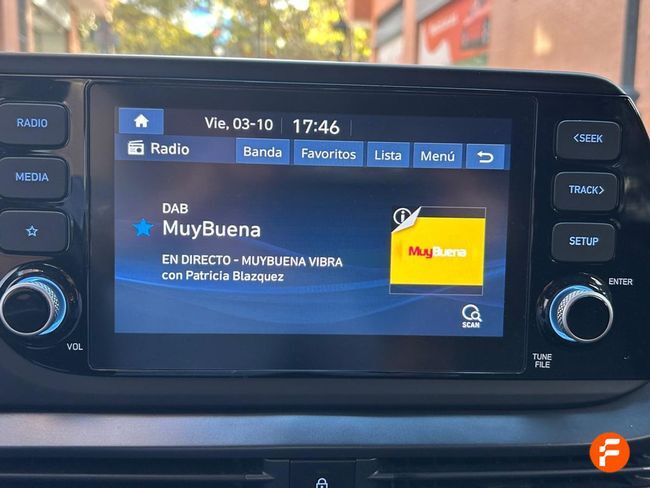 Vie, 03-10 17:46
Radio Banda Favoritos Lista Menú
DAB
MuyBuena
EN DIRECTO - MUYBUENA VIBRA
con Patricia Blazquez
MuyBuena
SCAN
RADIO
MEDIA
VOL
<SEEK
TRACK>
SETUP
ENTER
TUNE
FILE